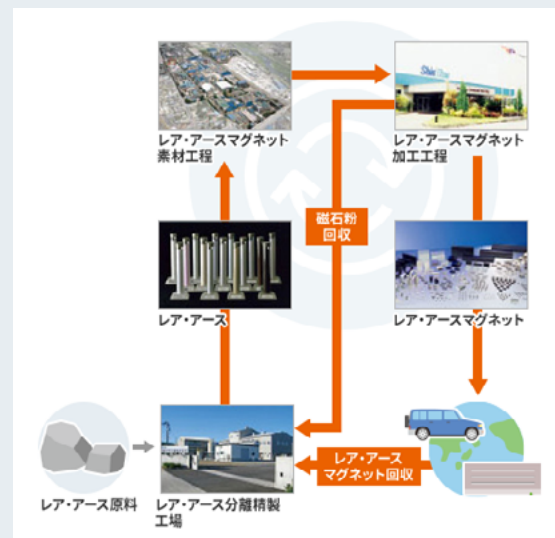 レア・アースマグネット
素材工程
レア・アースマグネット
加工工程
磁石粉
回収
レア・アース
レア・アースマグネット
レア・アース
マグネット回収
レア・アース原料
レア・アース分離精製
工場